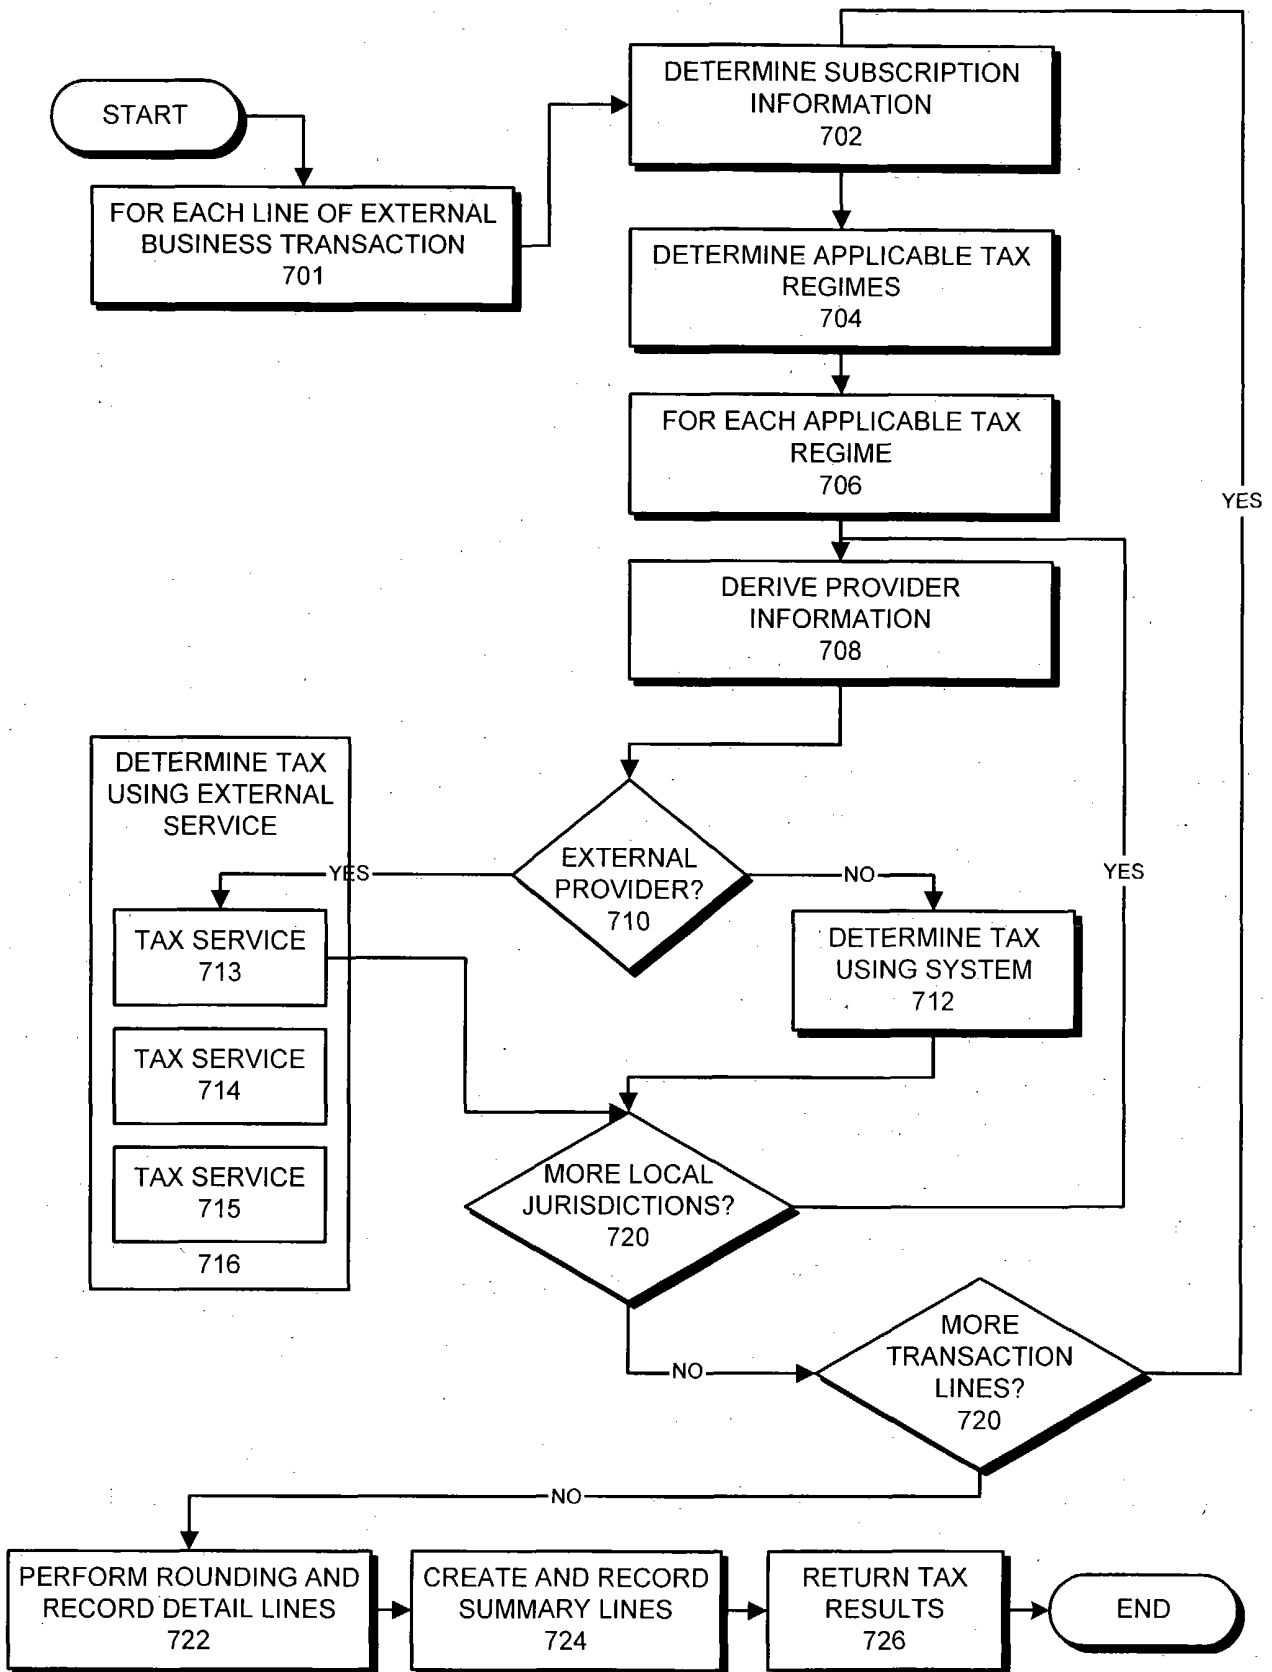 START
FOR EACH LINE OF EXTERNAL
BUSINESS TRANSACTION
701
DETERMINE SUBSCRIPTION
INFORMATION
702
DETERMINE APPLICABLE TAX
REGIMES
704
FOR EACH APPLICABLE TAX
REGIME
706
YES
DERIVE PROVIDER
INFORMATION
708
DETERMINE TAX
USING EXTERNAL
SERVICE
YES
EXTERNAL
PROVIDER?
710
NO
YES
TAX SERVICE
713
DETERMINE TAX
USING SYSTEM
712
TAX SERVICE
714
TAX SERVICE
715
716
MORE LOCAL
JURISDICTIONS?
720
NO
MORE
TRANSACTION
LINES?
720
NO
PERFORM ROUNDING AND
RECORD DETAIL LINES
722
CREATE AND RECORD
SUMMARY LINES
724
RETURN TAX
RESULTS
726
END